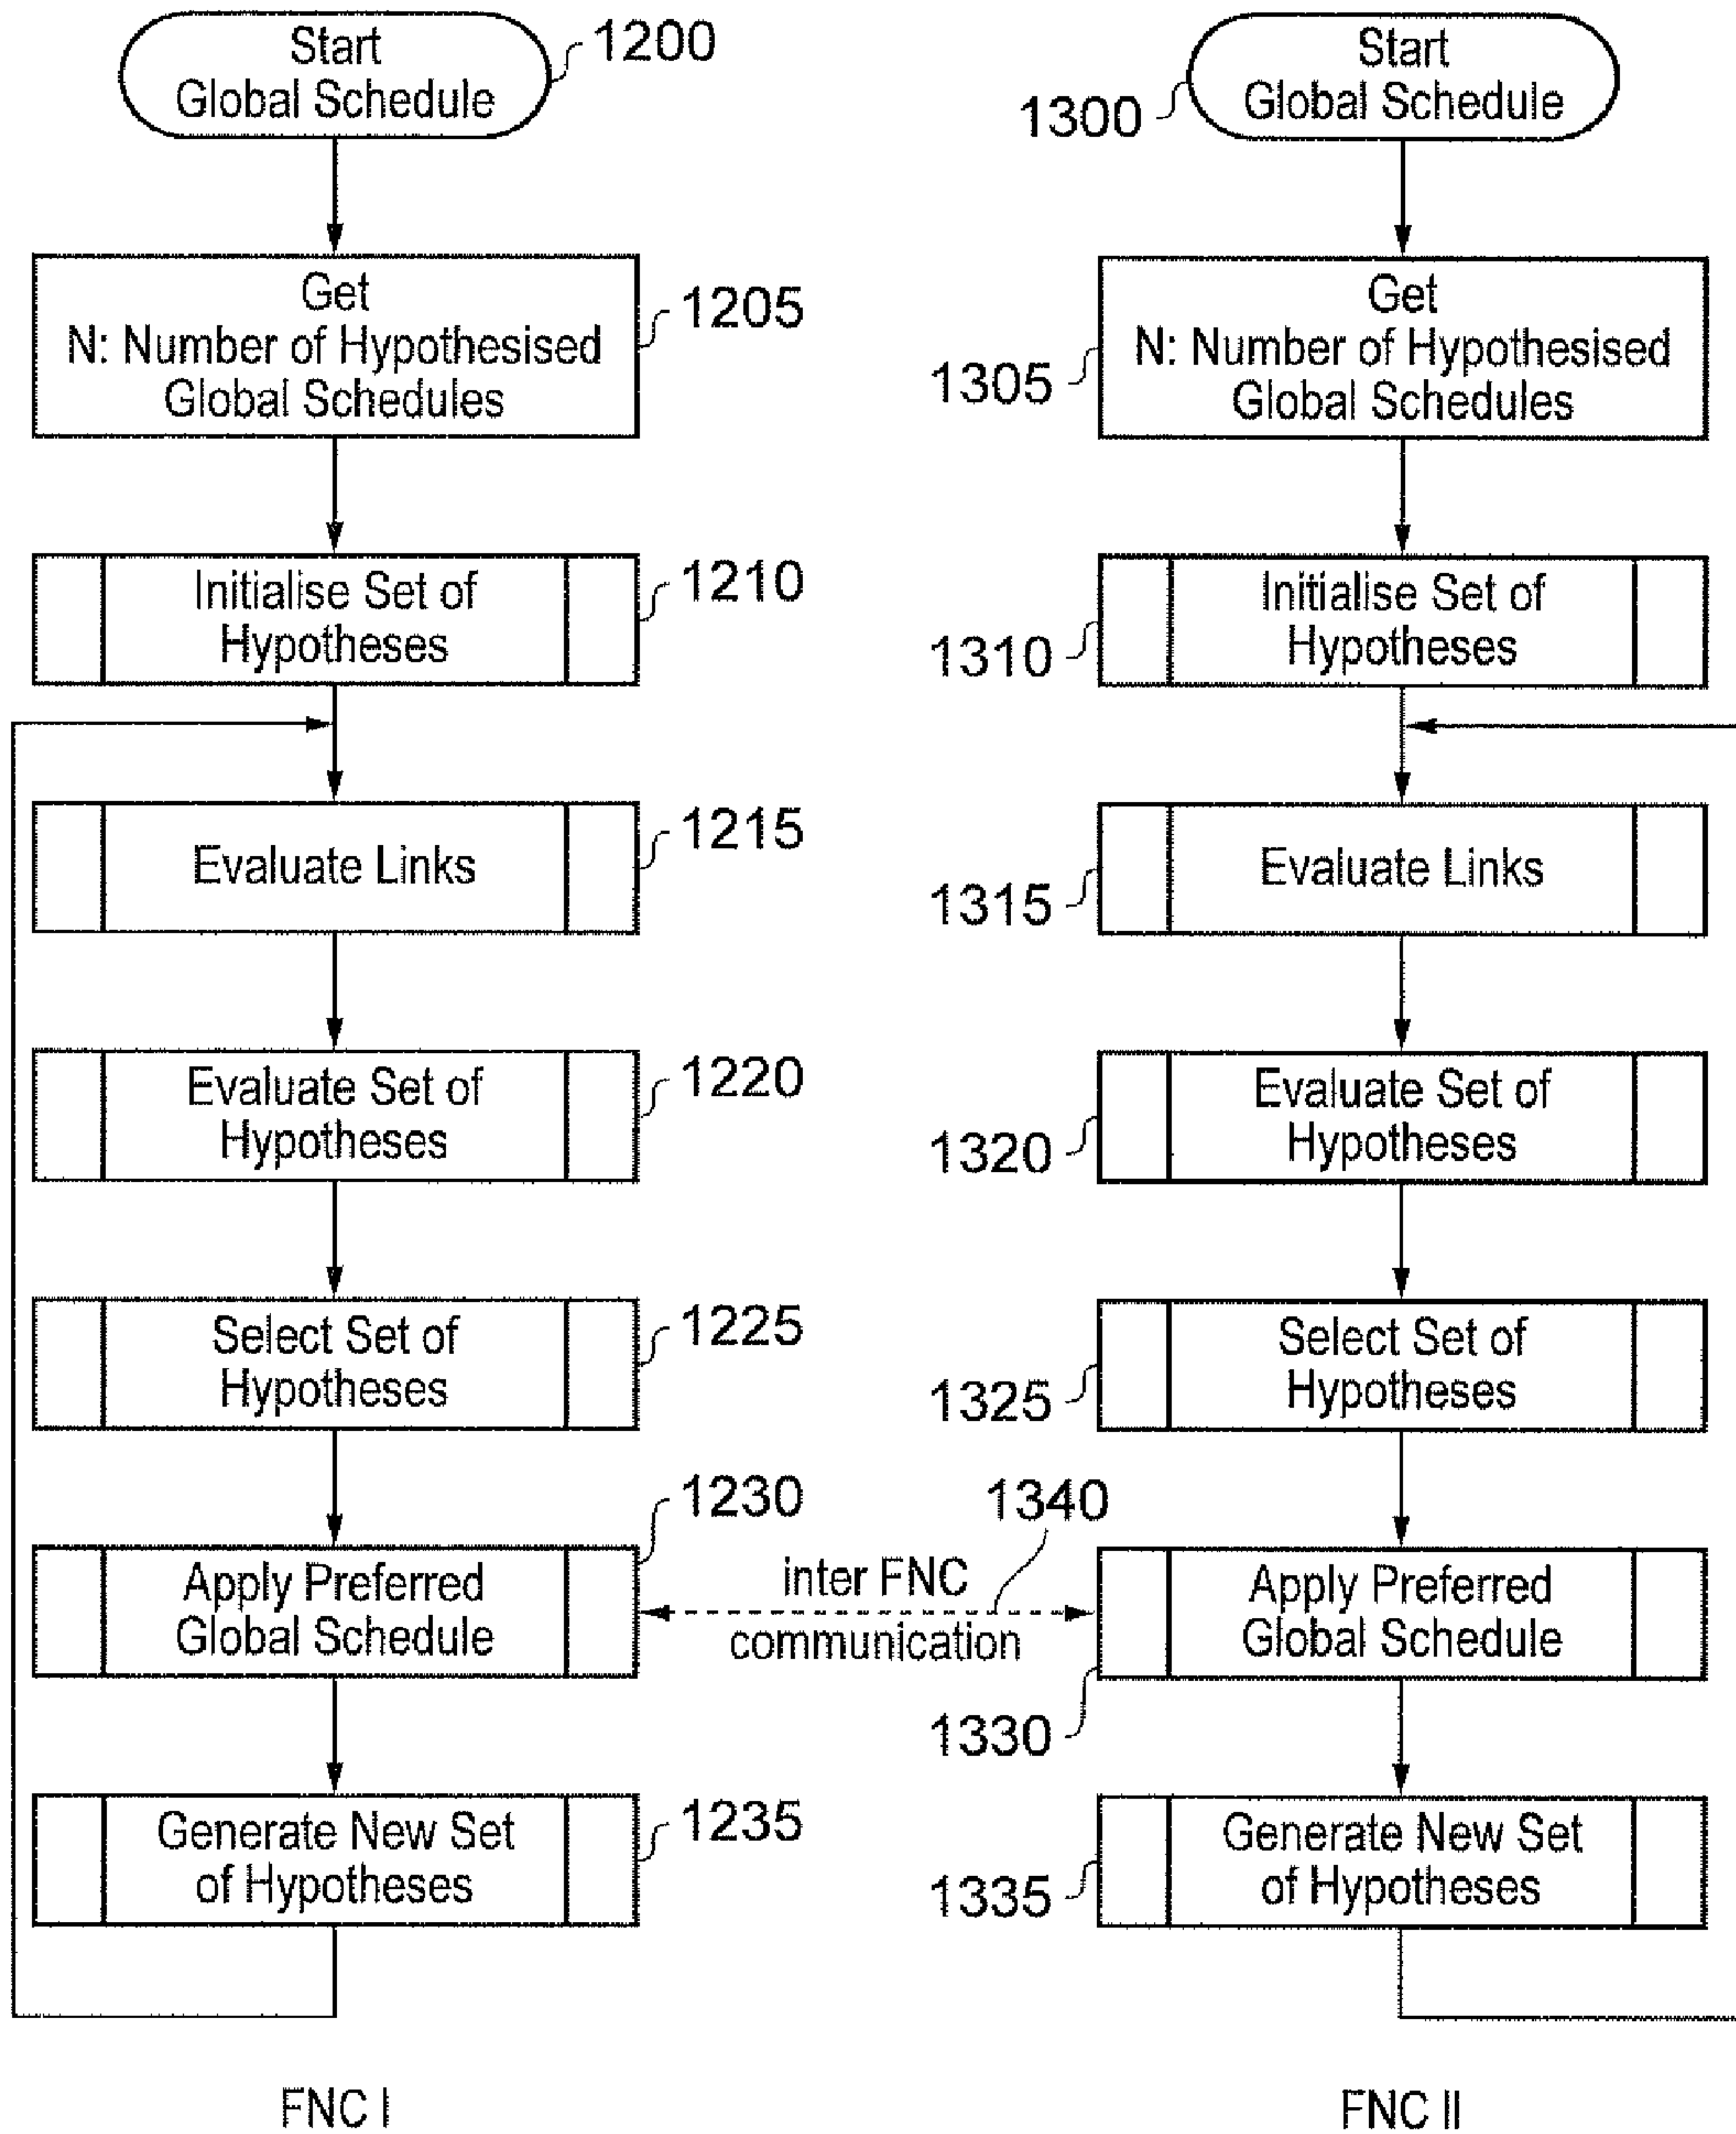 Start
Global Schedule
1200
Get
N: Number of Hypothesised
Global Schedules
1205
Initialise Set of
Hypotheses
1210
Evaluate Links
1215
Evaluate Set of
Hypotheses
1220
Select Set of
Hypotheses
1225
Apply Preferred
Global Schedule
1230
Generate New Set
of Hypotheses
1235
FNC I
inter FNC
communication
1340
Start
Global Schedule
1300
Get
N: Number of Hypothesised
Global Schedules
1305
Initialise Set of
Hypotheses
1310
Evaluate Links
1315
Evaluate Set of
Hypotheses
1320
Select Set of
Hypotheses
1325
Apply Preferred
Global Schedule
1330
Generate New Set
of Hypotheses
1335
FNC II